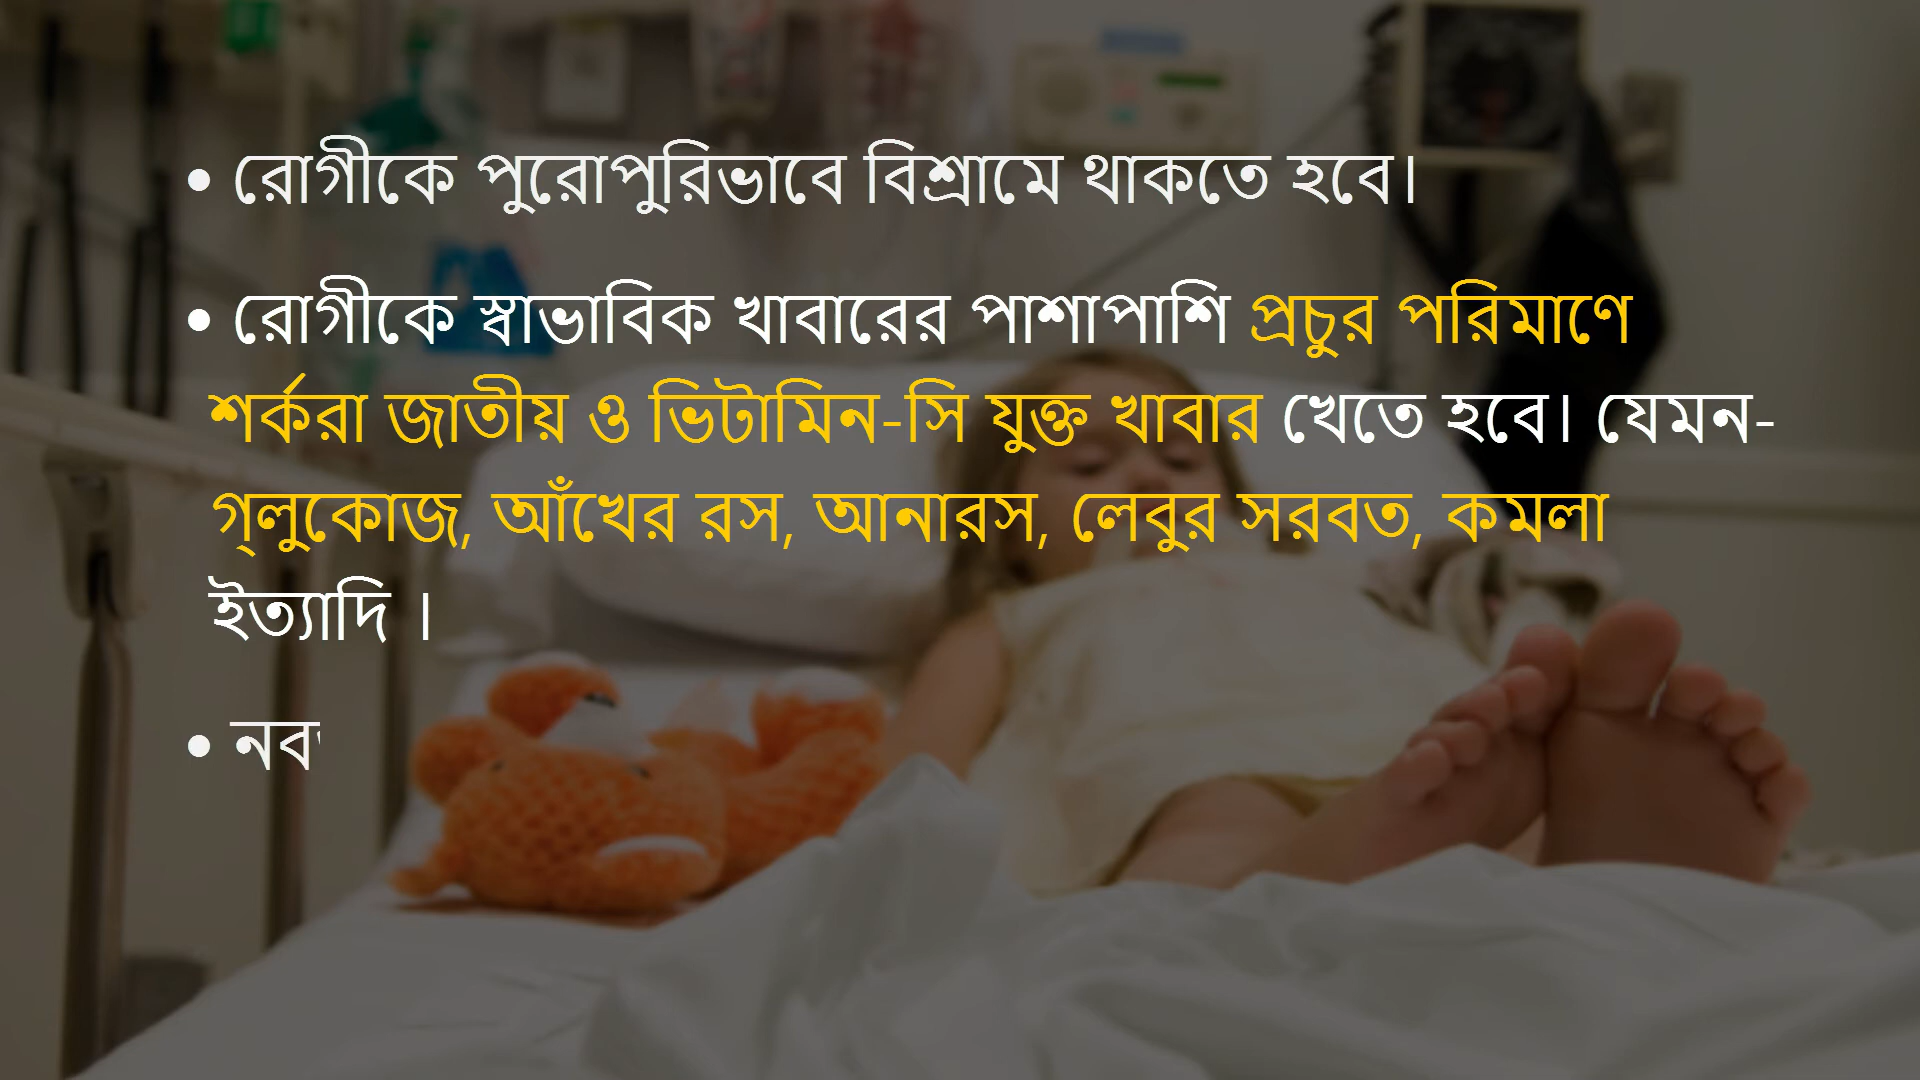 • রোগীকে পুরোপুরিভাবে বিশ্রামে থাকতে হবে।
• রোগীকে স্বাভাবিক খাবারের পাশাপাশি প্রচুর পরিমাণে
শর্করা জাতীয় ও ভিটামিন-সি যুক্ত খাবার খেতে হবে। যেমন-
গ্লুকোজ, আঁখের রস, আনারস, লেবুর সরবত, কমলা
ইত্যাদি ।